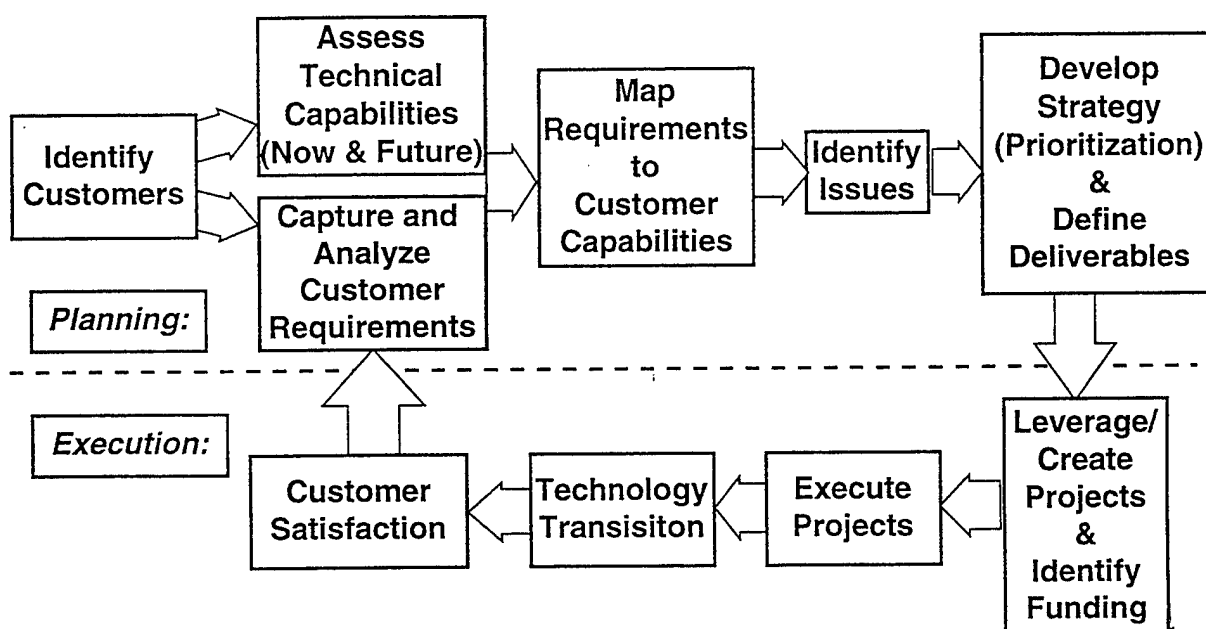 Identify
Customers
Assess
Technical
Capabilities
(Now & Future)
Capture and
Analyze
Customer
Requirements
Map
Requirements
to
Customer
Capabilities
Identify
Issues
Develop
Strategy
(Prioritization)
&
Define
Deliverables
Planning:
Execution:
Leverage/
Create
Projects
&
Identify
Funding
Execute
Projects
Technology
Transisiton
Customer
Satisfaction